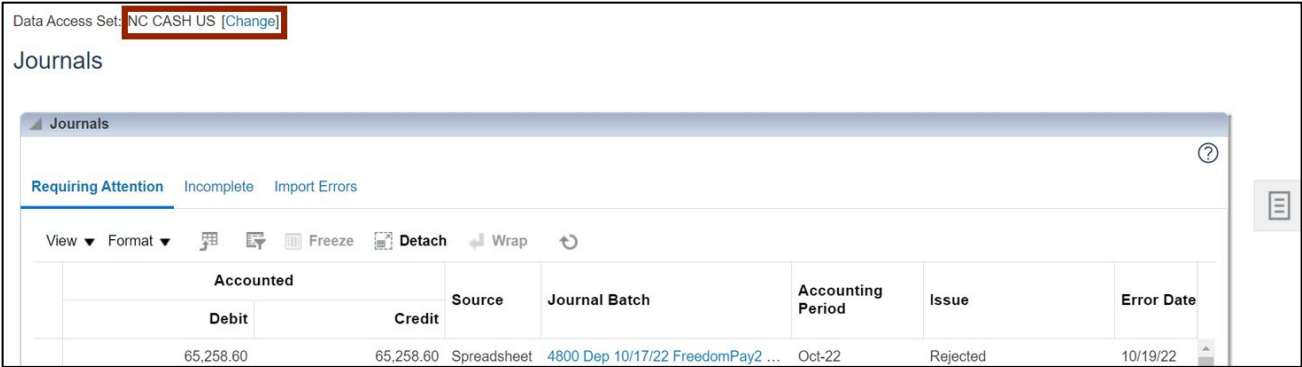 Data Access Set: NC CASH US [Change]
Journals
Journals
Requiring Attention Incomplete Import Errors
View Format Freeze Detach Wrap
Accounted Source Journal Batch Accounting Period Issue Error Date
Debit Credit
65,258.60 65,258.60 Spreadsheet 4800 Dep 10/17/22 FreedomPay2 ... Oct-22 Rejected 10/19/22